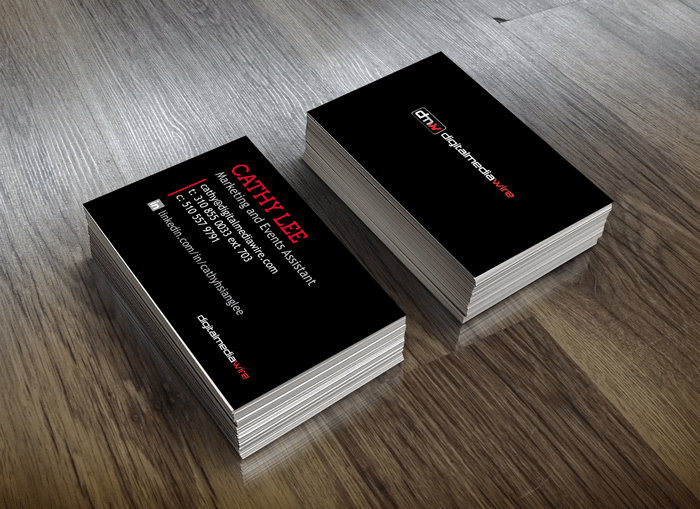 CATHY LEE
Marketing and Events Assistant
cathy@digitalmediawire.com
t: 310 855 0033 ext 703
c: 510 557 9791
in linkedin.com/in/cathyhsianglee
digitalmediawire
dmw digitalmediawire